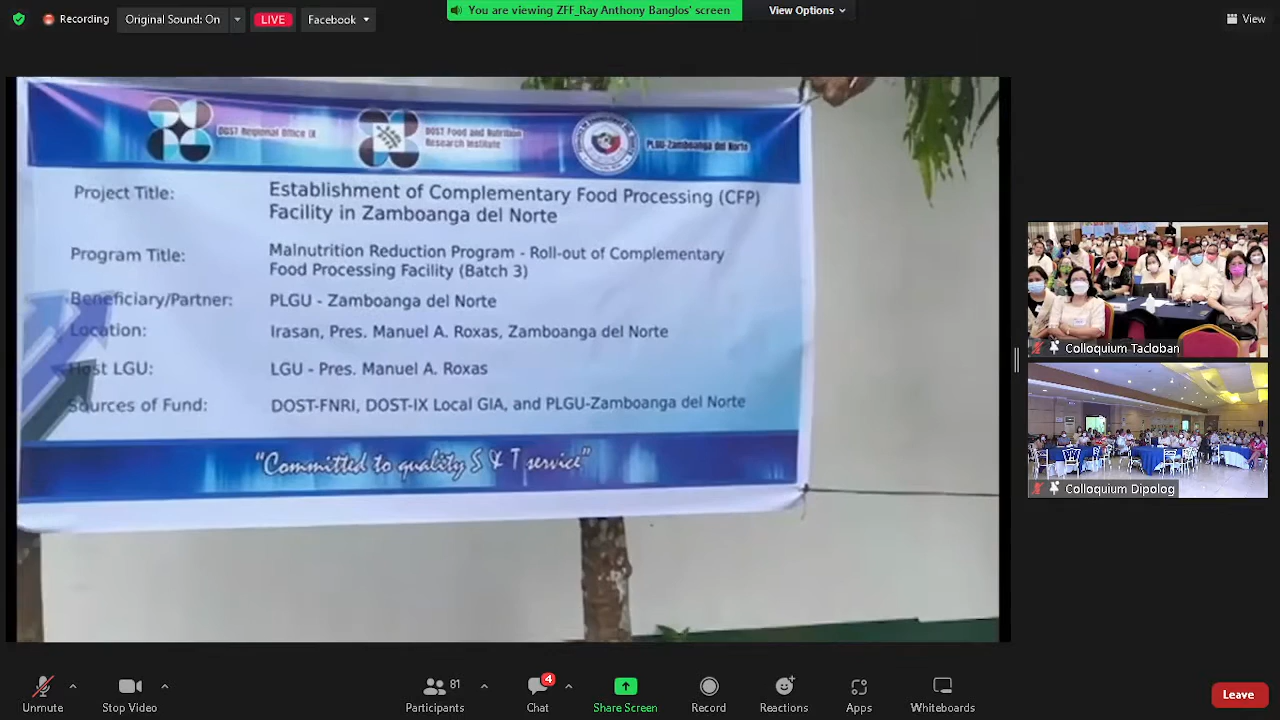 Recording
Original Sound: On
LIVE
Facebook
You are viewing ZFF_Ray Anthony Banglos' screen
View Options
View
DOST Regional Office IX
DOST Food and Nutrition
Research Institute
PLGU-Zamboanga del Norte
Project Title: Establishment of Complementary Food Processing (CFP)
Facility in Zamboanga del Norte
Program Title: Malnutrition Reduction Program - Roll-out of Complementary
Food Processing Facility (Batch 3)
Beneficiary/Partner: PLGU - Zamboanga del Norte
Location: Irasan, Pres. Manuel A. Roxas, Zamboanga del Norte
Host LGU: LGU - Pres. Manuel A. Roxas
Sources of Fund: DOST-FNRI, DOST-IX Local GIA, and PLGU-Zamboanga del Norte
"Committed to quality S & T service"
Colloquium Tacloban
Colloquium Dipolog
Unmute
Stop Video
81
Participants
4
Chat
Share Screen
Record
Reactions
Apps
Whiteboards
Leave